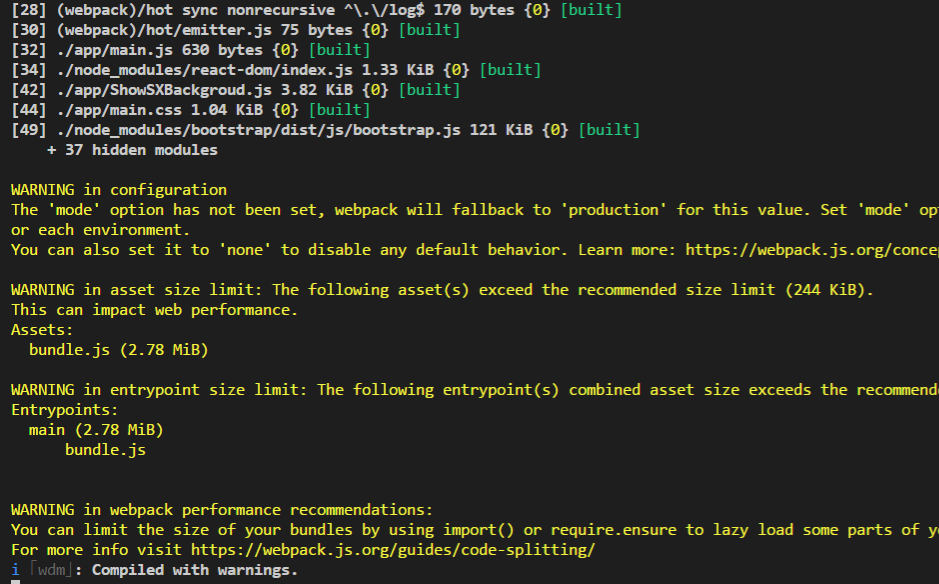 [28] (webpack)/hot sync nonrecursive ^\.\/log$ 170 bytes {0} [built]
[30] (webpack)/hot/emitter.js 75 bytes {0} [built]
[32] ./app/main.js 630 bytes {0} [built]
[34] ./node_modules/react-dom/index.js 1.33 KiB {0} [built]
[42] ./app/ShowSXBackgroud.js 3.82 KiB {0} [built]
[44] ./app/main.css 1.04 KiB {0} [built]
[49] ./node_modules/bootstrap/dist/js/bootstrap.js 121 KiB {0} [built]
+ 37 hidden modules
WARNING in configuration
The 'mode' option has not been set, webpack will fallback to 'production' for this value. Set 'mode' op
or each environment.
You can also set it to 'none' to disable any default behavior. Learn more: https://webpack.js.org/conce
WARNING in asset size limit: The following asset(s) exceed the recommended size limit (244 KiB).
This can impact web performance.
Assets:
bundle.js (2.78 MiB)
WARNING in entrypoint size limit: The following entrypoint(s) combined asset size exceeds the recommend
Entrypoints:
main (2.78 MiB)
bundle.js
WARNING in webpack performance recommendations:
You can limit the size of your bundles by using import() or require.ensure to lazy load some parts of y
For more info visit https://webpack.js.org/guides/code-splitting/
i ｢wdm｣: Compiled with warnings.